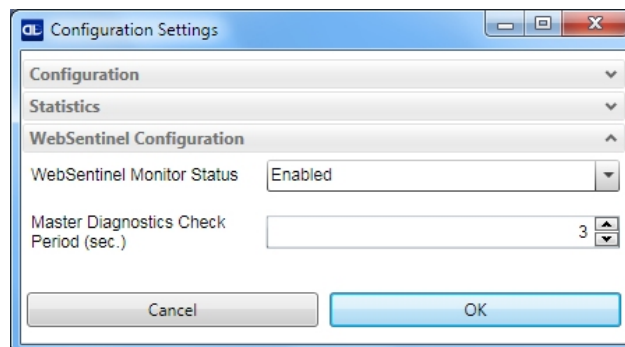 Configuration Settings
Configuration
Statistics
WebSentinel Configuration
WebSentinel Monitor Status
Enabled
Master Diagnostics Check
Period (sec.)
3
Cancel
OK